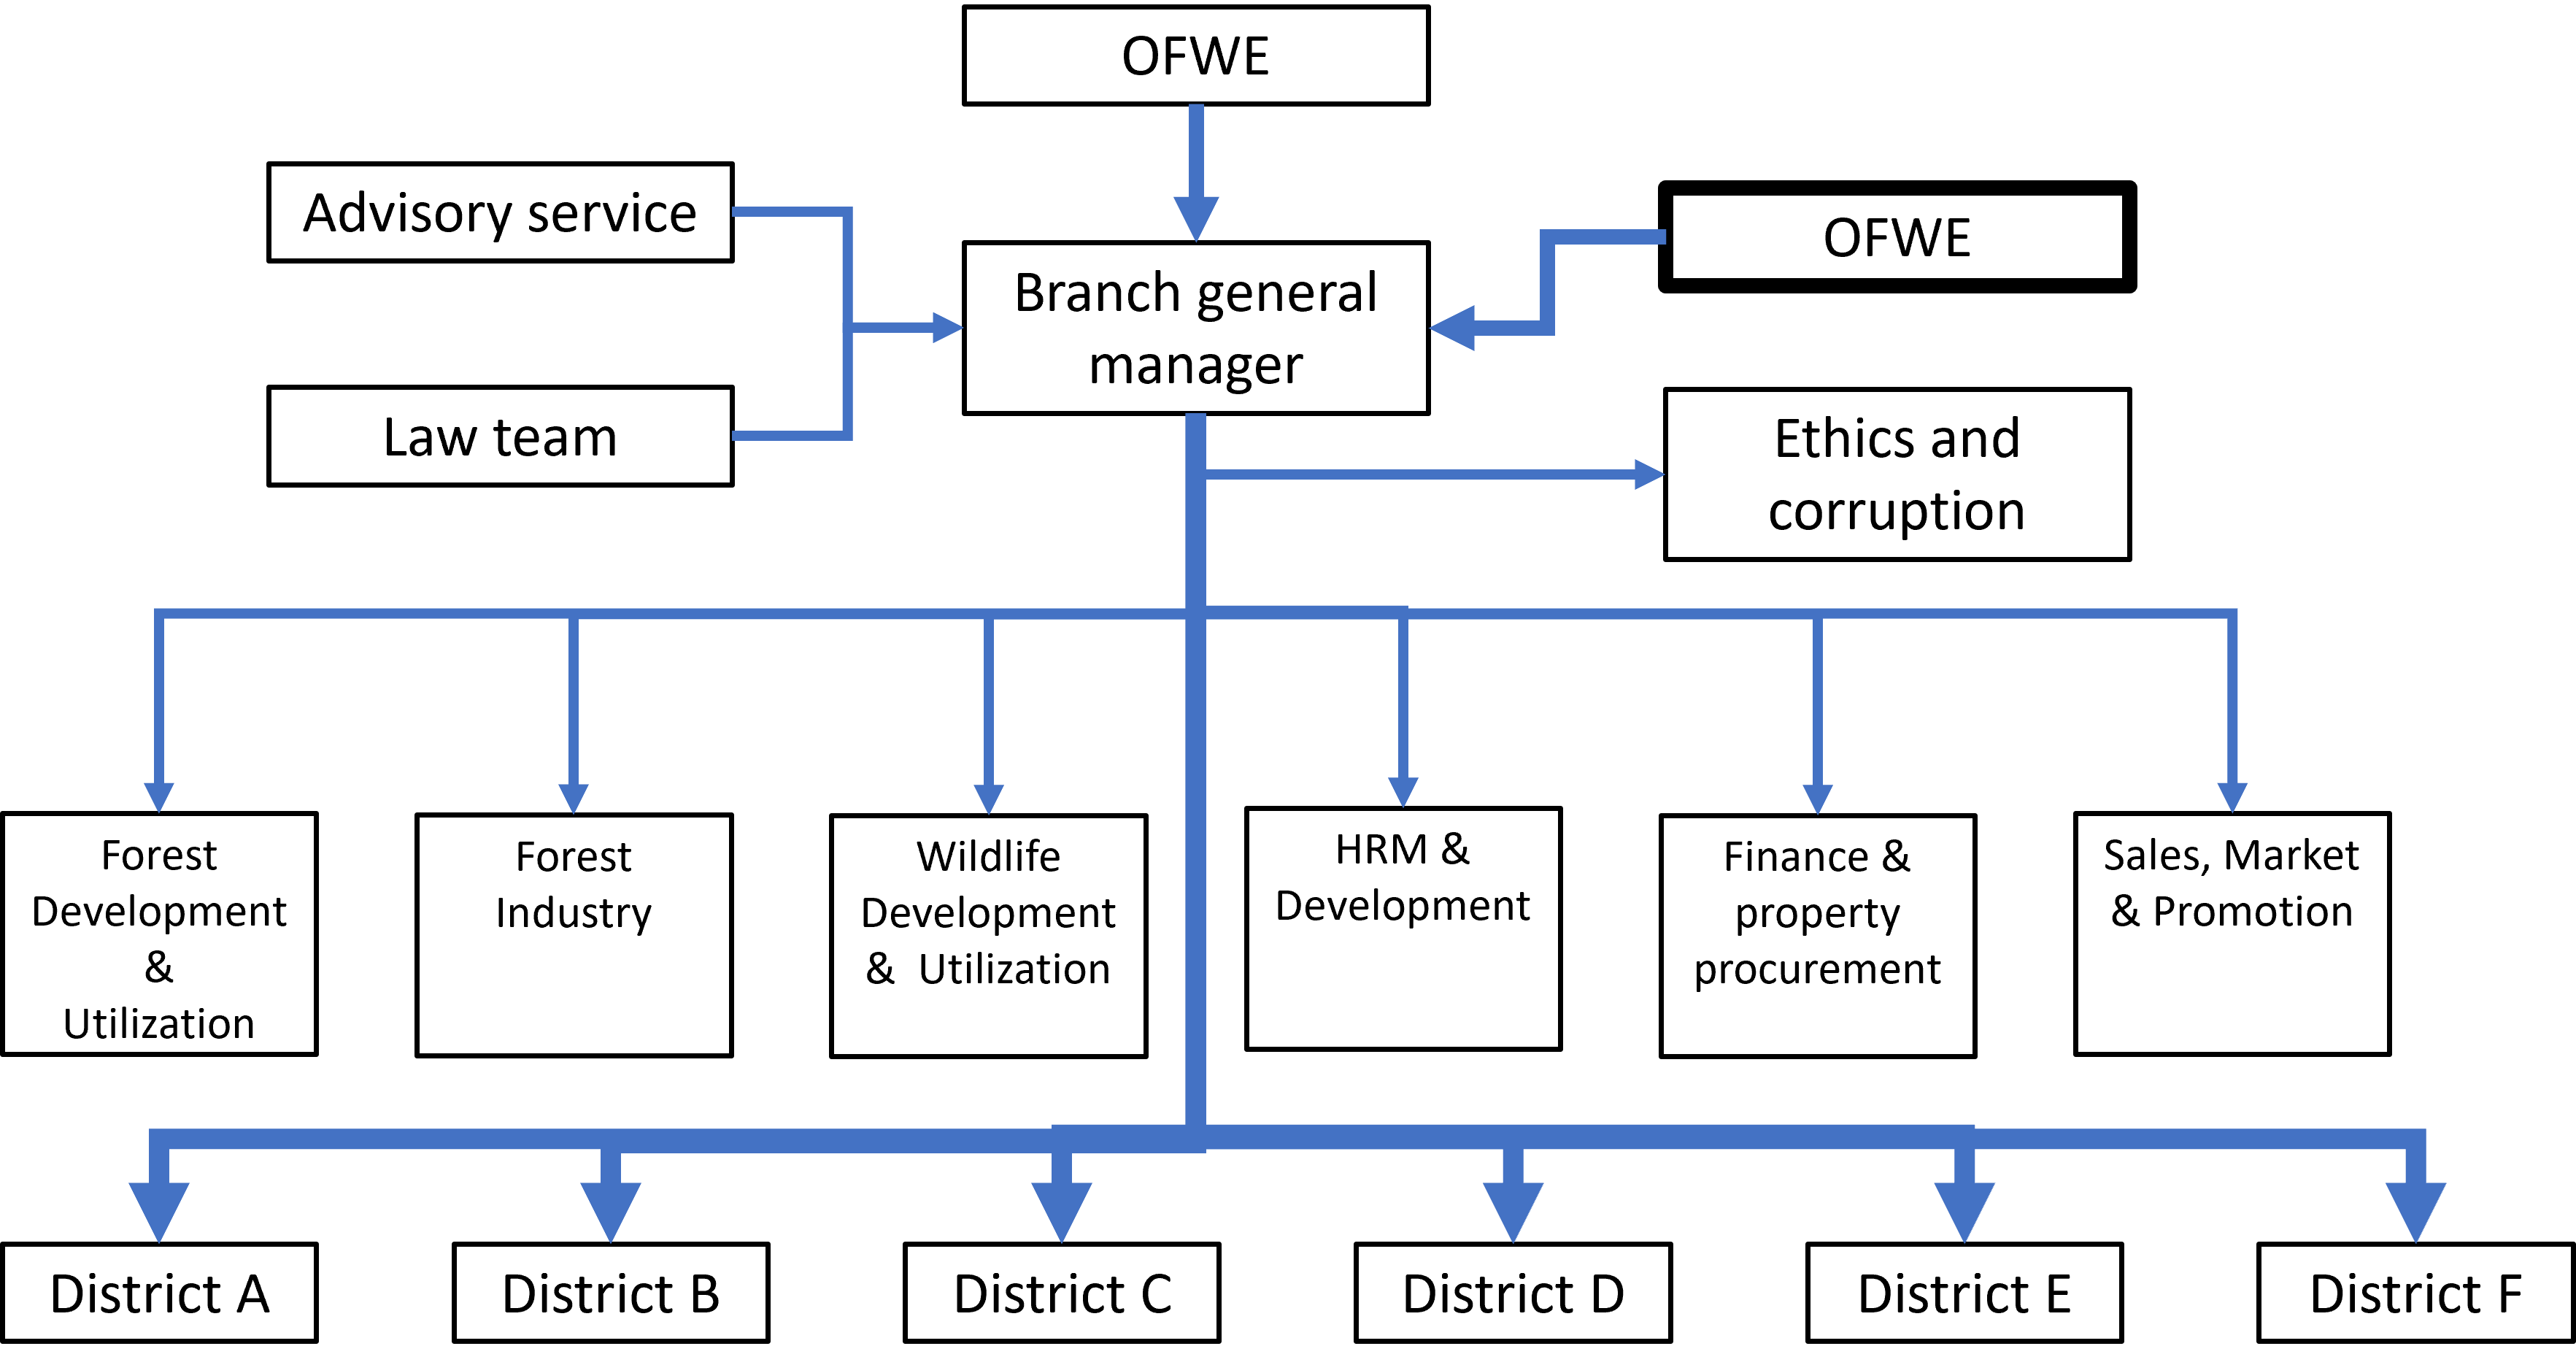 OFWE
Advisory service
OFWE
Branch general
manager
Law team
Ethics and
corruption
Forest
Development
&
Utilization
Forest
Industry
Wildlife
Development
&  Utilization
HRM &
Development
Finance &
property
procurement
Sales, Market
& Promotion
District A
District B
District C
District D
District E
District F